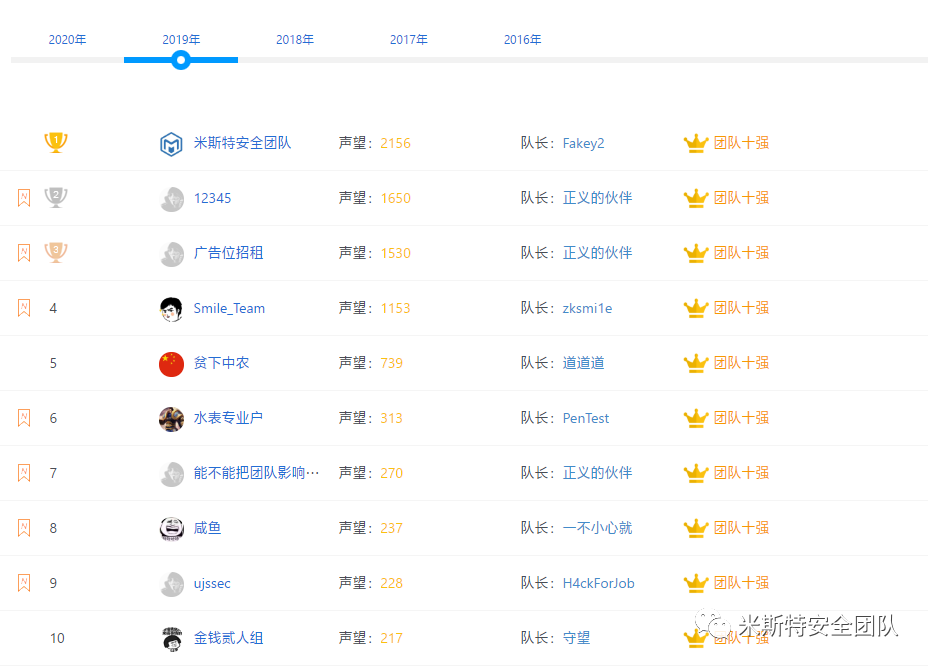 2020年 2019年 2018年 2017年 2016年
1 米斯特安全团队 声望：2156 队长：Fakey2 团队十强
N 2 12345 声望：1650 队长：正义的伙伴 团队十强
N 3 广告位招租 声望：1530 队长：正义的伙伴 团队十强
N 4 Smile_Team 声望：1153 队长：zksmi1e 团队十强
5 贫下中农 声望：739 队长：道道道 团队十强
N 6 水表专业户 声望：313 队长：PenTest 团队十强
N 7 能不能把团队影响… 声望：270 队长：正义的伙伴 团队十强
N 8 咸鱼 声望：237 队长：一不小心就 团队十强
N 9 ujssec 声望：228 队长：H4ckForJob 团队十强
10 金钱贰人组 声望：217 队长：守望 团队十强
米斯特安全团队